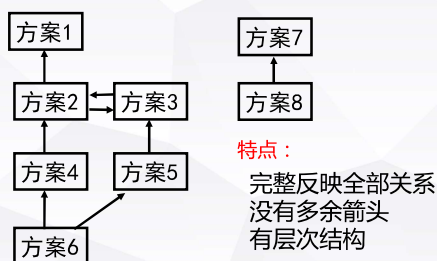 方案1
方案2
方案3
方案4
方案5
方案6
方案7
方案8
特点：
完整反映全部关系
没有多余箭头
有层次结构